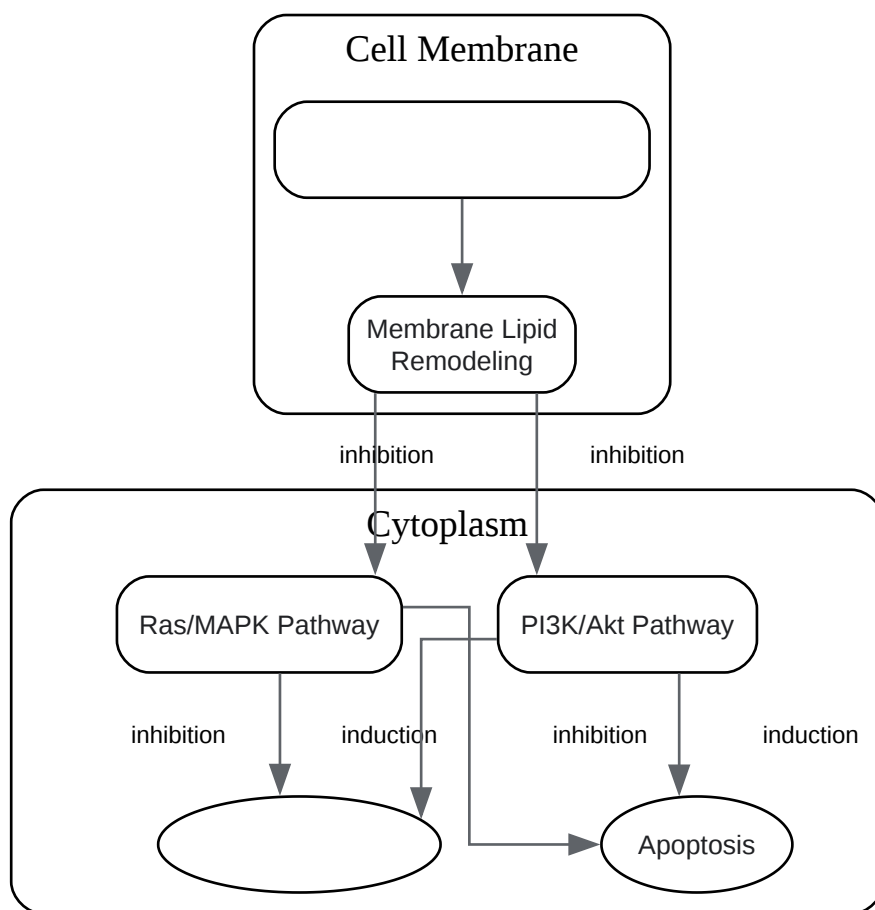 Cell Membrane
Membrane Lipid
Remodeling
inhibition
inhibition
Cytoplasm
Ras/MAPK Pathway
PI3K/Akt Pathway
inhibition
induction
inhibition
induction
Apoptosis